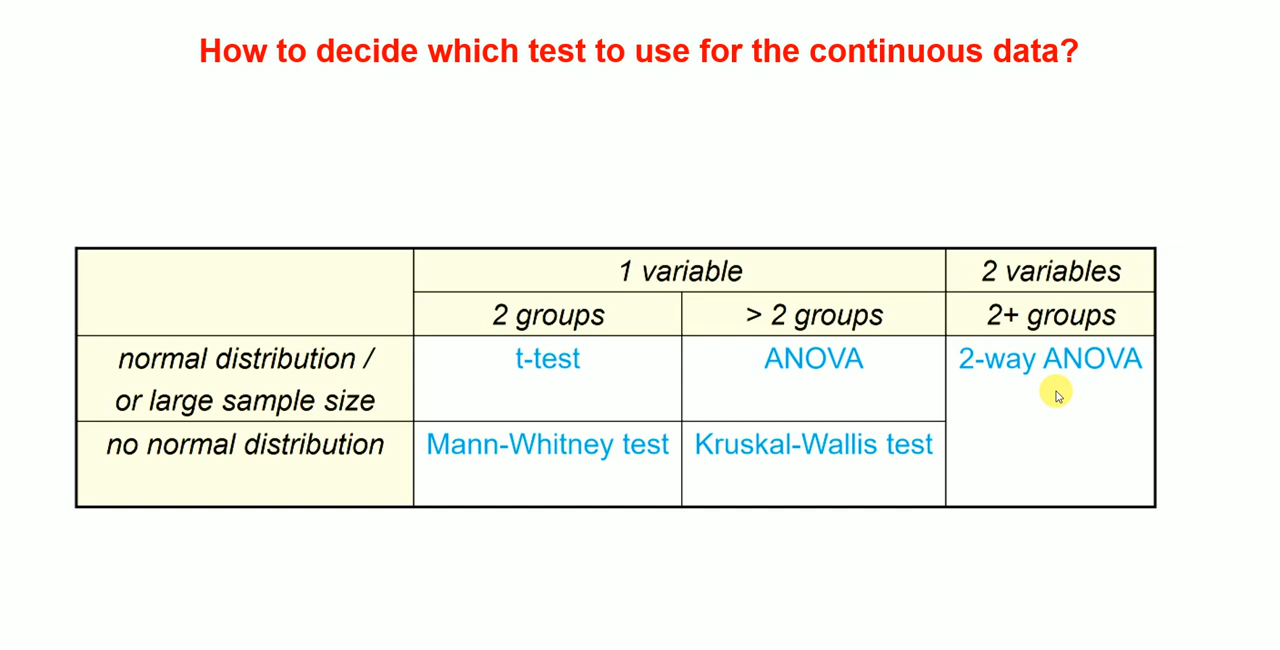 How to decide which test to use for the continuous data?
1 variable
2 variables
2 groups
> 2 groups
2+ groups
normal distribution /
or large sample size
t-test
ANOVA
2-way ANOVA
no normal distribution
Mann-Whitney test
Kruskal-Wallis test